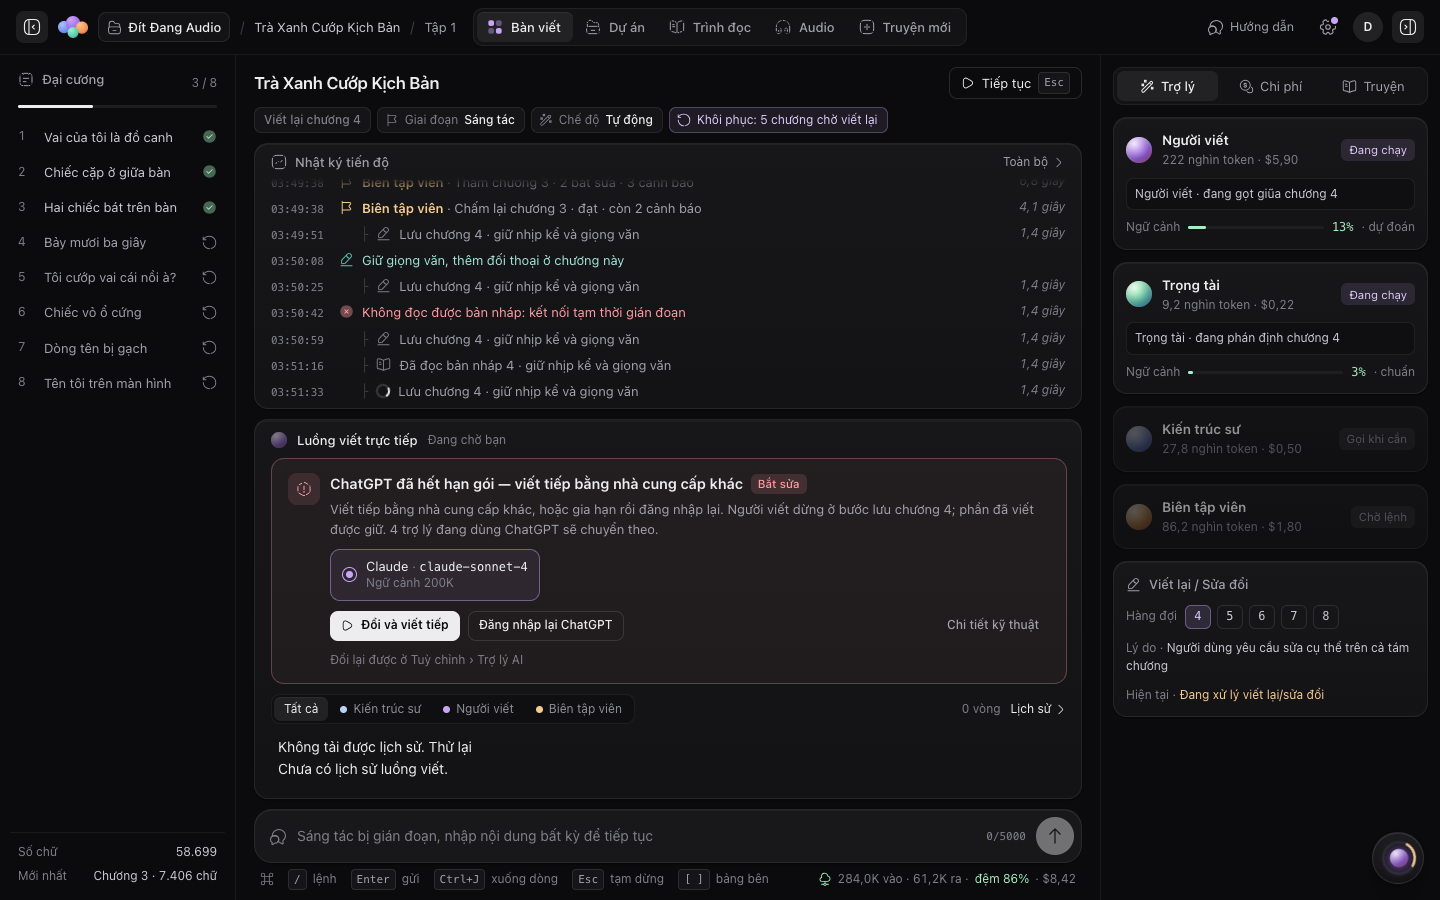 Đít Đang Audio / Trà Xanh Cướp Kịch Bản / Tập 1
Bàn viết
Dự án
Trình đọc
Audio
Truyện mới
Hướng dẫn
D
Đại cương
3 / 8
1 Vai của tôi là đồ cạnh
2 Chiếc cặp ở giữa bàn
3 Hai chiếc bát trên bàn
4 Bảy mươi ba giây
5 Tôi cướp vai cái nồi à?
6 Chiếc vỏ ổ cứng
7 Dòng tên bị gạch
8 Tên tôi trên màn hình
Số chữ 58.699
Mới nhất Chương 3 · 7.406 chữ
Trà Xanh Cướp Kịch Bản
Tiếp tục Esc
Viết lại chương 4
Giai đoạn Sáng tác
Chế độ Tự động
Khôi phục: 5 chương chờ viết lại
Nhật ký tiến độ
Toàn bộ
03:49:38 Biên tập viên · Thẩm chương 3 · 2 bắt sửa · 3 cảnh báo 6,8 giây
03:49:38 Biên tập viên · Chấm lại chương 3 · đạt · còn 2 cảnh báo 4,1 giây
03:49:51 Lưu chương 4 · giữ nhịp kể và giọng văn 1,4 giây
03:50:08 Giữ giọng văn, thêm đối thoại ở chương này
03:50:25 Lưu chương 4 · giữ nhịp kể và giọng văn 1,4 giây
03:50:42 Không đọc được bản nháp: kết nối tạm thời gián đoạn 1,4 giây
03:50:59 Lưu chương 4 · giữ nhịp kể và giọng văn 1,4 giây
03:51:16 Đã đọc bản nháp 4 · giữ nhịp kể và giọng văn 1,4 giây
03:51:33 Lưu chương 4 · giữ nhịp kể và giọng văn 1,4 giây
Luồng viết trực tiếp Đang chờ bạn
ChatGPT đã hết hạn gói — viết tiếp bằng nhà cung cấp khác Bắt sửa
Viết tiếp bằng nhà cung cấp khác, hoặc gia hạn rồi đăng nhập lại. Người viết dừng ở bước lưu chương 4; phần đã viết
được giữ. 4 trợ lý đang dùng ChatGPT sẽ chuyển theo.
Claude · claude-sonnet-4
Ngữ cảnh 200K
Đổi và viết tiếp
Đăng nhập lại ChatGPT
Chi tiết kỹ thuật
Đổi lại được ở Tuỳ chỉnh › Trợ lý AI
Tất cả
Kiến trúc sư
Người viết
Biên tập viên
0 vòng Lịch sử
Không tải được lịch sử. Thử lại
Chưa có lịch sử luồng viết.
Sáng tác bị gián đoạn, nhập nội dung bất kỳ để tiếp tục
0/5000
⌘ / lệnh Enter gửi Ctrl+J xuống dòng Esc tạm dừng [ ] bảng bên
284,0K vào · 61,2K ra · đệm 86% · $8,42
Trợ lý
Chi phí
Truyện
Người viết
222 nghìn token · $5,90
Đang chạy
Người viết · đang gọt giũa chương 4
Ngữ cảnh 13% · dự đoán
Trọng tài
9,2 nghìn token · $0,22
Đang chạy
Trọng tài · đang phán định chương 4
Ngữ cảnh 3% · chuẩn
Kiến trúc sư
27,8 nghìn token · $0,50
Gọi khi cần
Biên tập viên
86,2 nghìn token · $1,80
Chờ lệnh
Viết lại / Sửa đổi
Hàng đợi 4 5 6 7 8
Lý do · Người dùng yêu cầu sửa cụ thể trên cả tám
chương
Hiện tại · Đang xử lý viết lại/sửa đổi